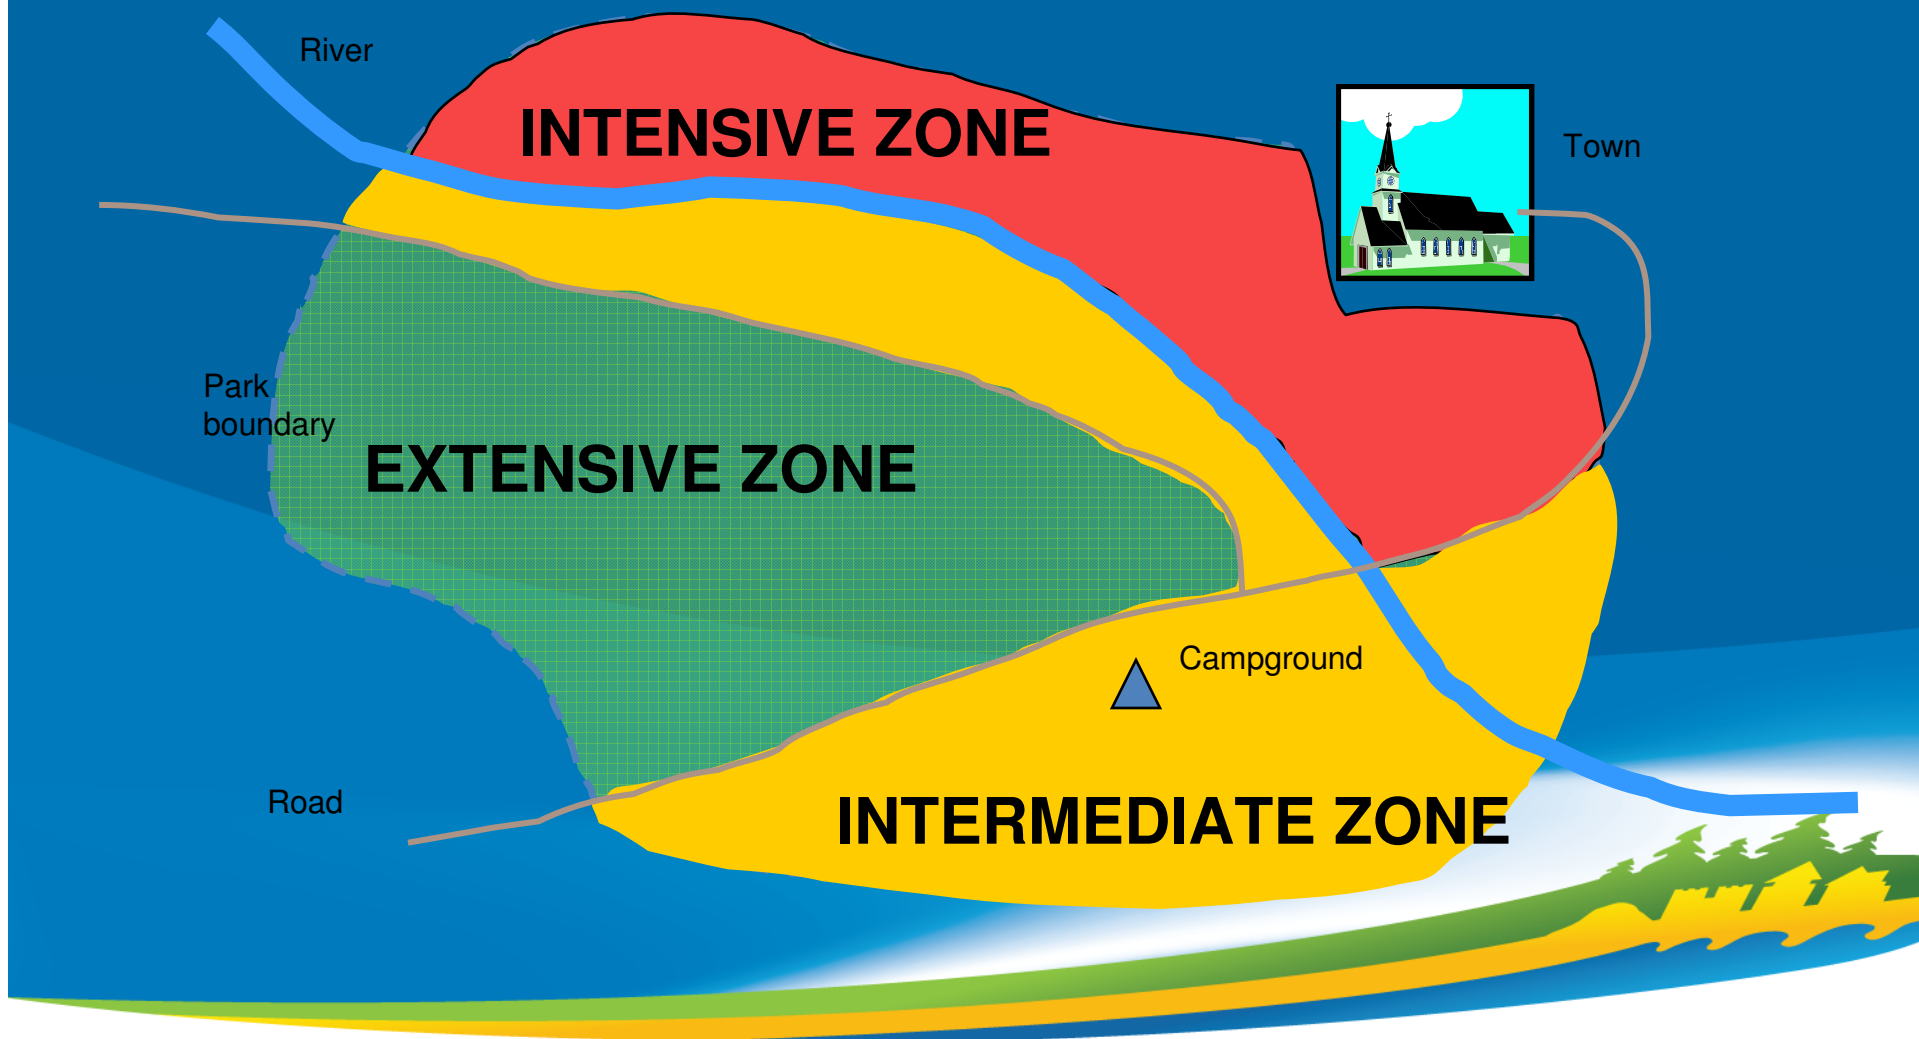 River
INTENSIVE ZONE
Town
Park
boundary
EXTENSIVE ZONE
Campground
Road
INTERMEDIATE ZONE